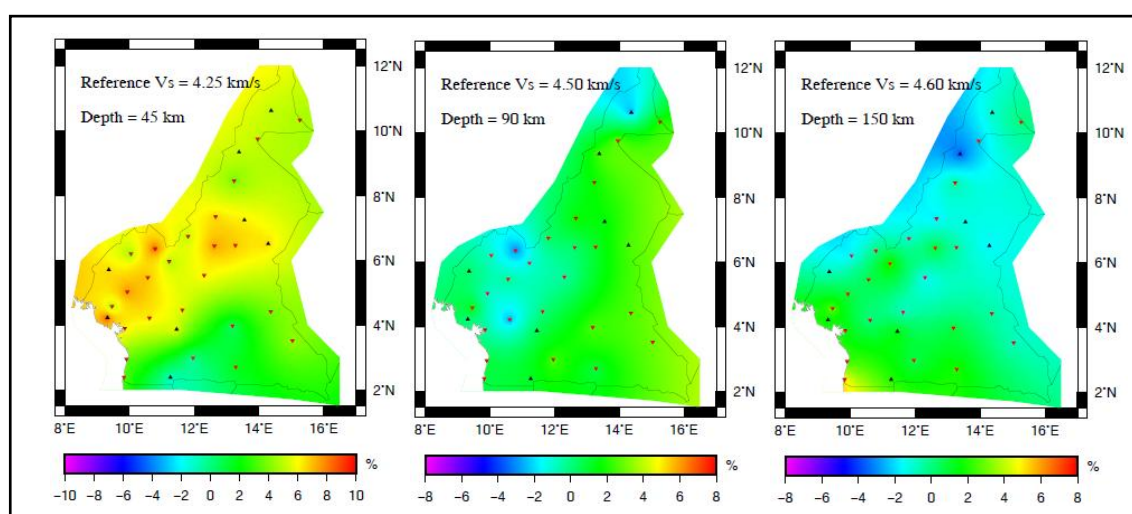 Reference Vs = 4.25 km/s
Depth = 45 km
12°N
10°N
8°N
6°N
4°N
2°N
8°E 10°E 12°E 14°E 16°E
%
−10 −8 −6 −4 −2 0 2 4 6 8 10
Reference Vs = 4.50 km/s
Depth = 90 km
12°N
10°N
8°N
6°N
4°N
2°N
8°E 10°E 12°E 14°E 16°E
%
−8 −6 −4 −2 0 2 4 6 8
Reference Vs = 4.60 km/s
Depth = 150 km
12°N
10°N
8°N
6°N
4°N
2°N
8°E 10°E 12°E 14°E 16°E
%
−8 −6 −4 −2 0 2 4 6 8